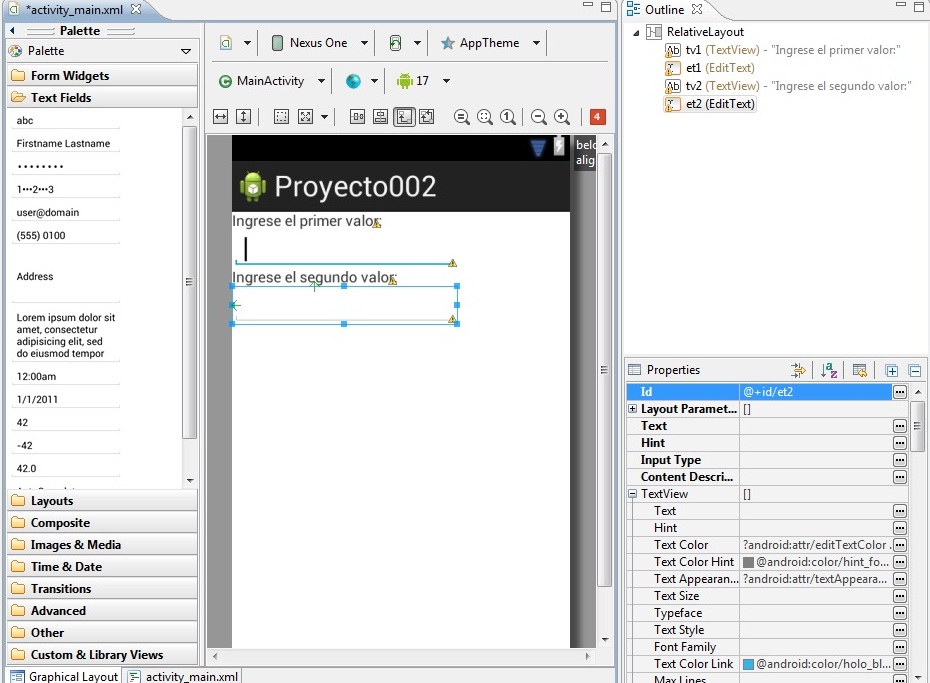 *activity_main.xml
Palette
Palette
Form Widgets
Text Fields
abc
Firstname Lastname
1•••2•••3
user@domain
(555) 0100
Address
Lorem ipsum dolor sit
amet, consectetur
adipisicing elit, sed
do eiusmod tempor
12:00am
1/1/2011
42
-42
42.0
Layouts
Composite
Images & Media
Time & Date
Transitions
Advanced
Other
Custom & Library Views
Graphical Layout
activity_main.xml
Nexus One
AppTheme
MainActivity
17
4
Proyecto002
Ingrese el primer valor:
Ingrese el segundo valor:
alig
Outline
RelativeLayout
tv1 (TextView) - "Ingrese el primer valor:"
et1 (EditText)
tv2 (TextView) - "Ingrese el segundo valor:"
et2 (EditText)
Properties
Id @+id/et2
Layout Paramet... []
Text
Hint
Input Type
Content Descri...
TextView []
Text
Hint
Text Color ?android:attr/editTextColor ...
Text Color Hint @android:color/hint_fo...
Text Appearan... ?android:attr/textAppeara...
Text Size
Typeface
Text Style
Font Family
Text Color Link @android:color/holo_bl...
Max Lines